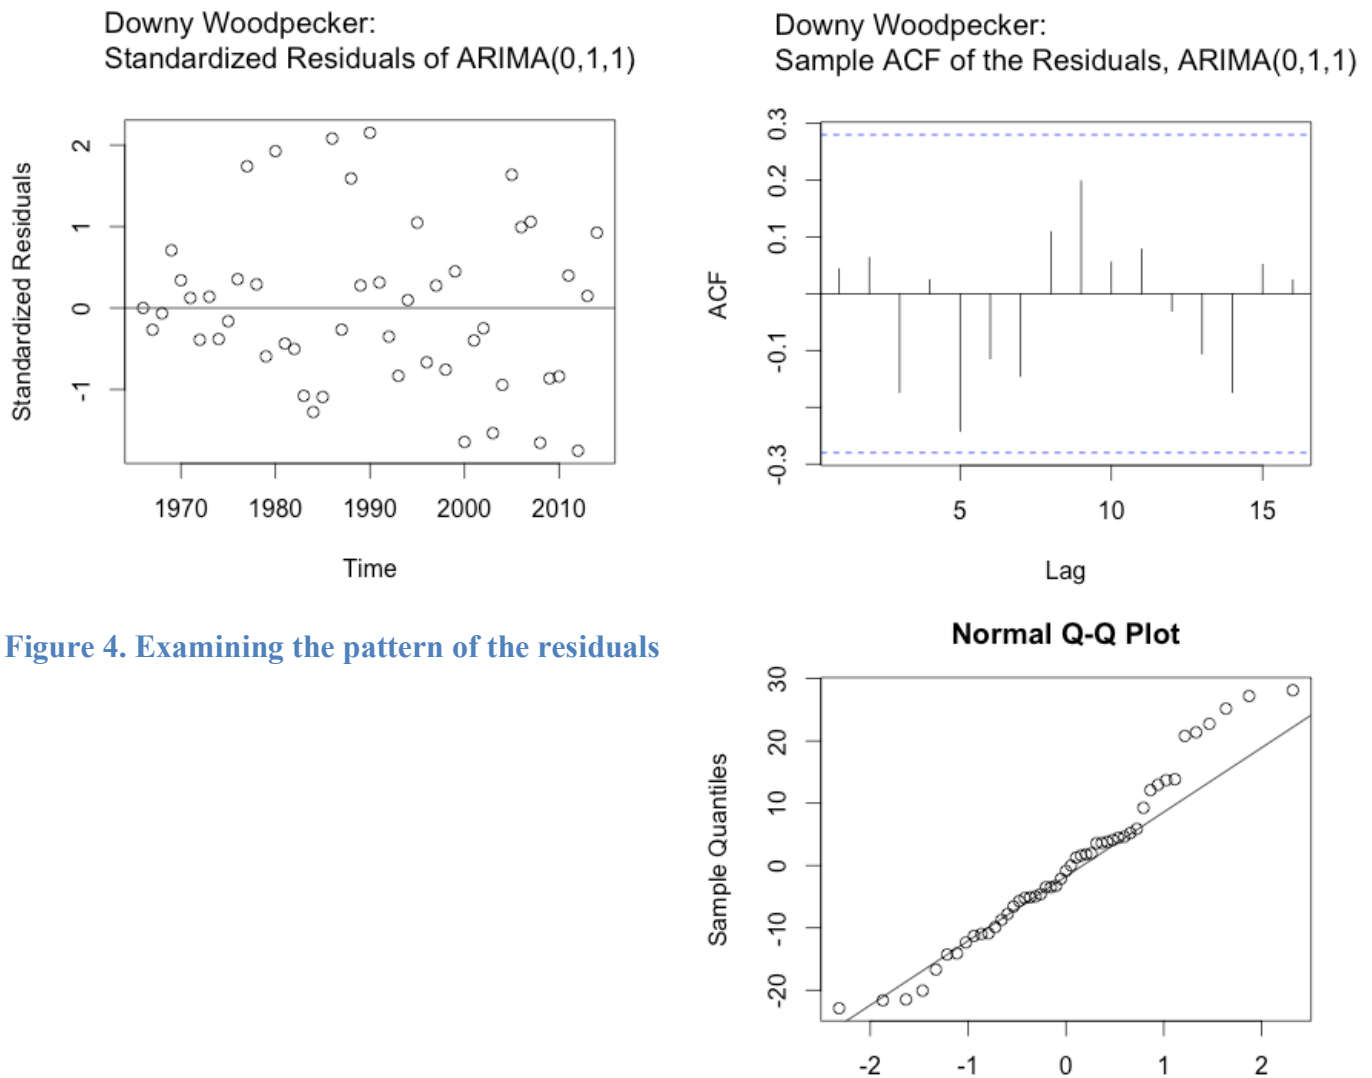 Downy Woodpecker:
Standardized Residuals of ARIMA(0,1,1)
Standardized Residuals
2
1
0
-1
1970 1980 1990 2000 2010
Time
Downy Woodpecker:
Sample ACF of the Residuals, ARIMA(0,1,1)
ACF
0.3
0.2
0.1
-0.1
-0.3
5 10 15
Lag
Figure 4. Examining the pattern of the residuals
Normal Q-Q Plot
Sample Quantiles
30
20
10
0
-10
-20
-2 -1 0 1 2